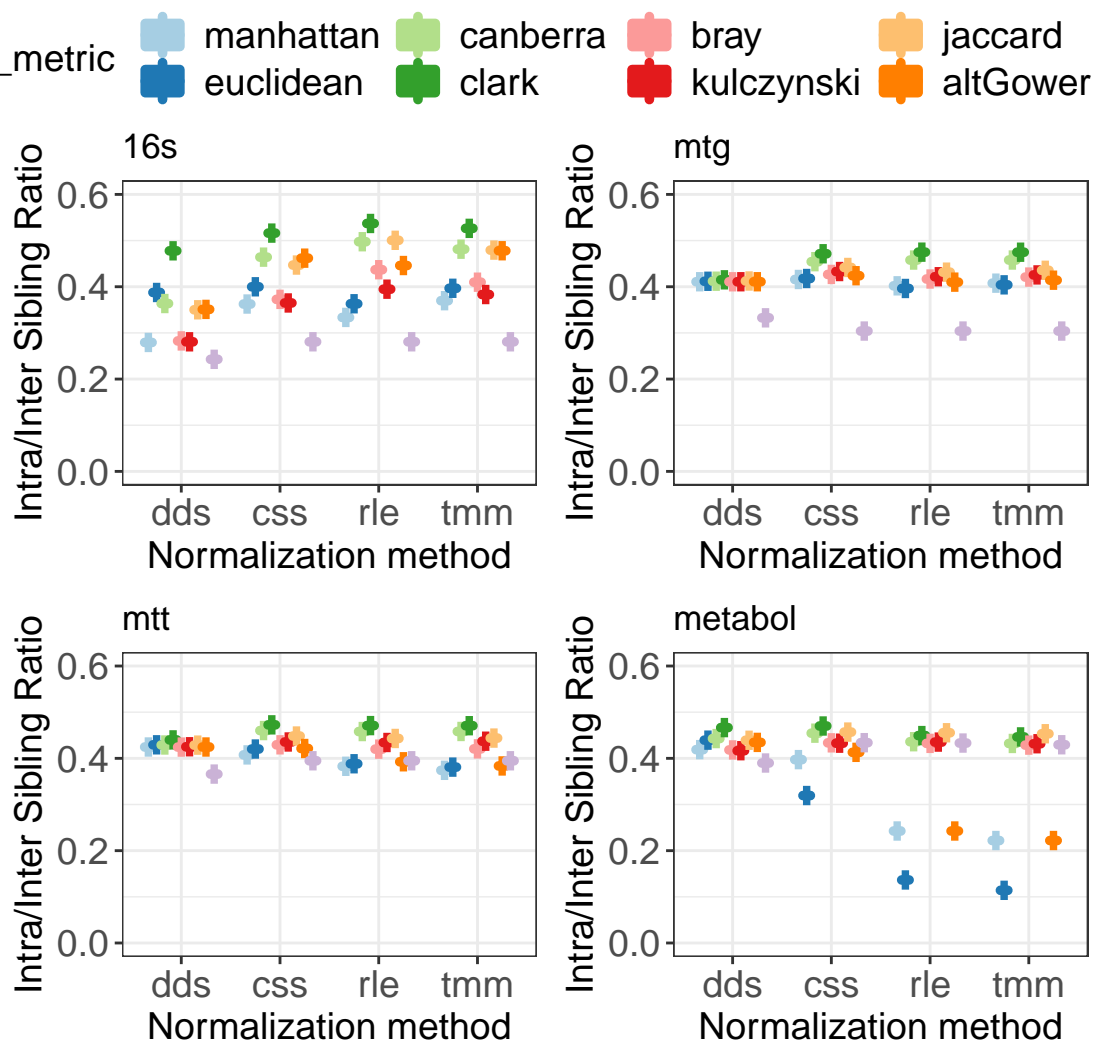 _metric manhattan canberra bray jaccard
euclidean clark kulczynski altGower
16s
Intra/Inter Sibling Ratio
0.6
0.4
0.2
0.0
dds css rle tmm
Normalization method
mtg
Intra/Inter Sibling Ratio
0.6
0.4
0.2
0.0
dds css rle tmm
Normalization method
mtt
Intra/Inter Sibling Ratio
0.6
0.4
0.2
0.0
dds css rle tmm
Normalization method
metabol
Intra/Inter Sibling Ratio
0.6
0.4
0.2
0.0
dds css rle tmm
Normalization method